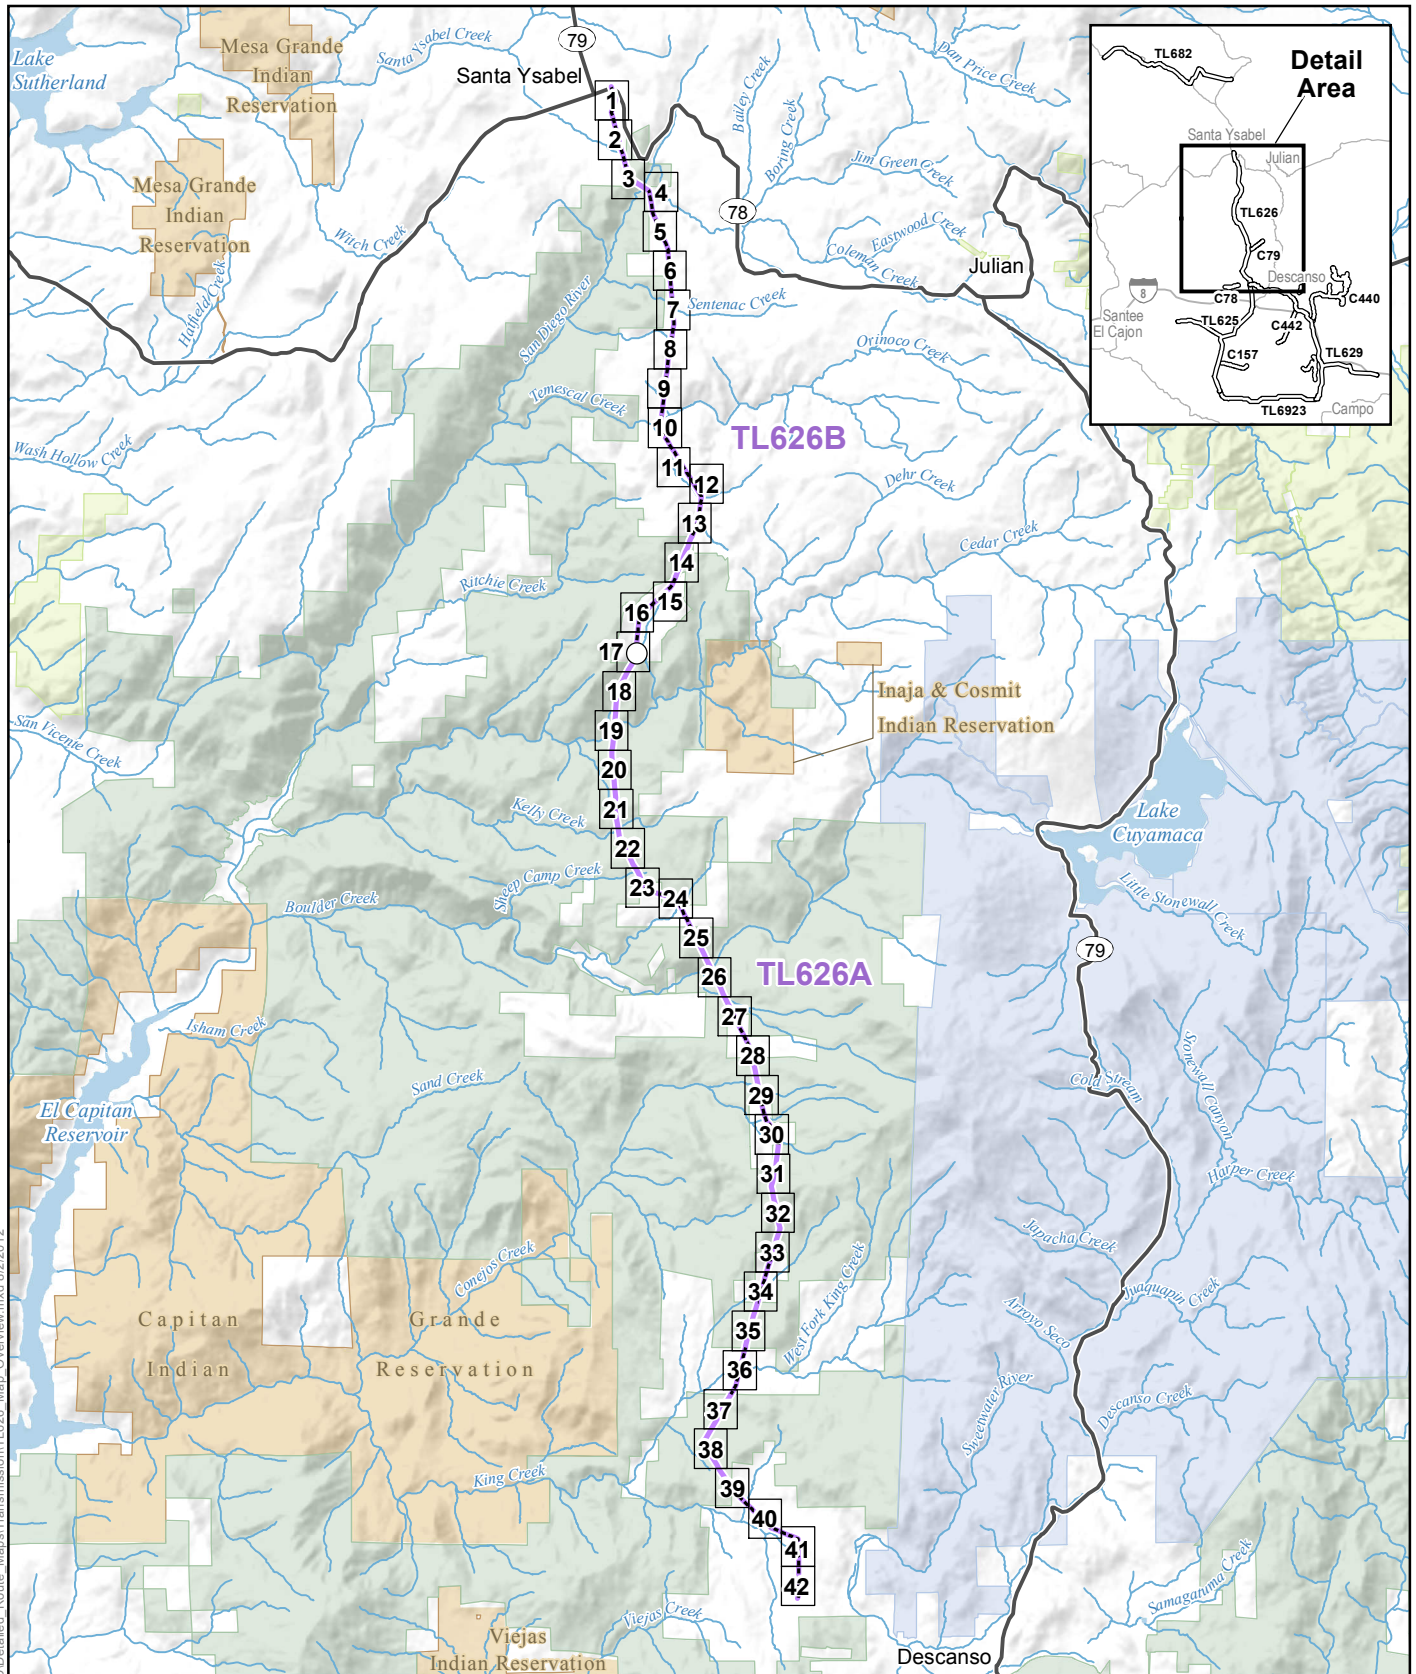 79
Santa Ysabel
Lake
Sutherland
Mesa Grande
Indian
Reservation
Santa Ysabel Creek
Dan Price Creek
Bailey Creek
Boring Creek
Jim Green Creek
Mesa Grande
Indian
Reservation
Witch Creek
Hatfield Creek
78
Eastwood Creek
Coleman Creek
Julian
San Diego River
Sentenac Creek
Orinoco Creek
Temescal Creek
TL626B
Wash Hollow Creek
Dehr Creek
Cedar Creek
Ritchie Creek
Inaja & Cosmit
Indian Reservation
San Vicente Creek
Kelly Creek
Lake
Cuyamaca
Sheep Camp Creek
Boulder Creek
Little Stonewall Creek
79
TL626A
Isham Creek
Sand Creek
Cold Stream
Stonewall Canyon
El Capitan
Reservoir
Harper Creek
Japacha Creek
Conejos Creek
West Fork King Creek
Juaquapin Creek
Arroyo Seco
Capitan Grande
Indian Reservation
Sweetwater River
Descanso Creek
King Creek
Samagatuma Creek
Viejas Creek
Viejas
Indian Reservation
Descanso
1
2
3
4
5
6
7
8
9
10
11
12
13
14
15
16
17
18
19
20
21
22
23
24
25
26
27
28
29
30
31
32
33
34
35
36
37
38
39
40
41
42
Detail
Area
TL682
Santa Ysabel
Julian
TL626
C79
Descanso
8
C78
C440
Santee
El Cajon
TL625
C442
C157
TL629
TL6923
Campo